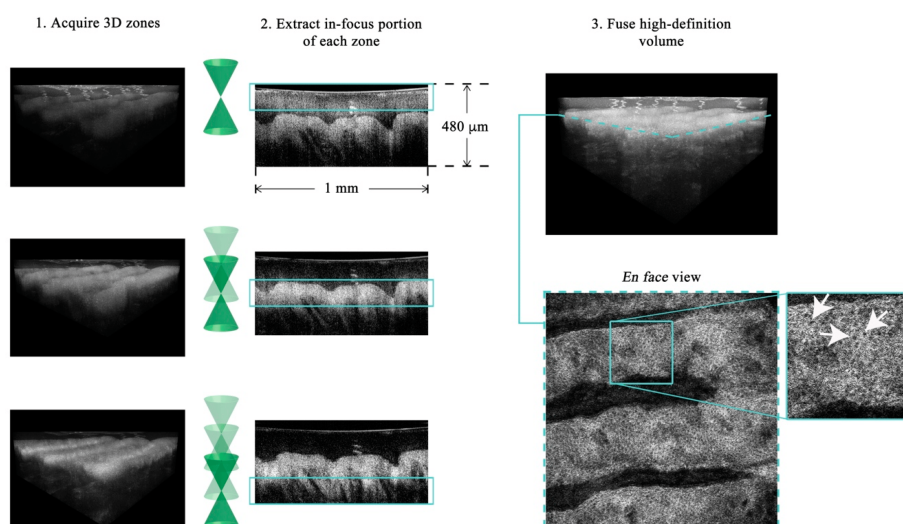 1. Acquire 3D zones
2. Extract in-focus portion
of each zone
3. Fuse high-definition
volume
480 μm
1 mm
En face view